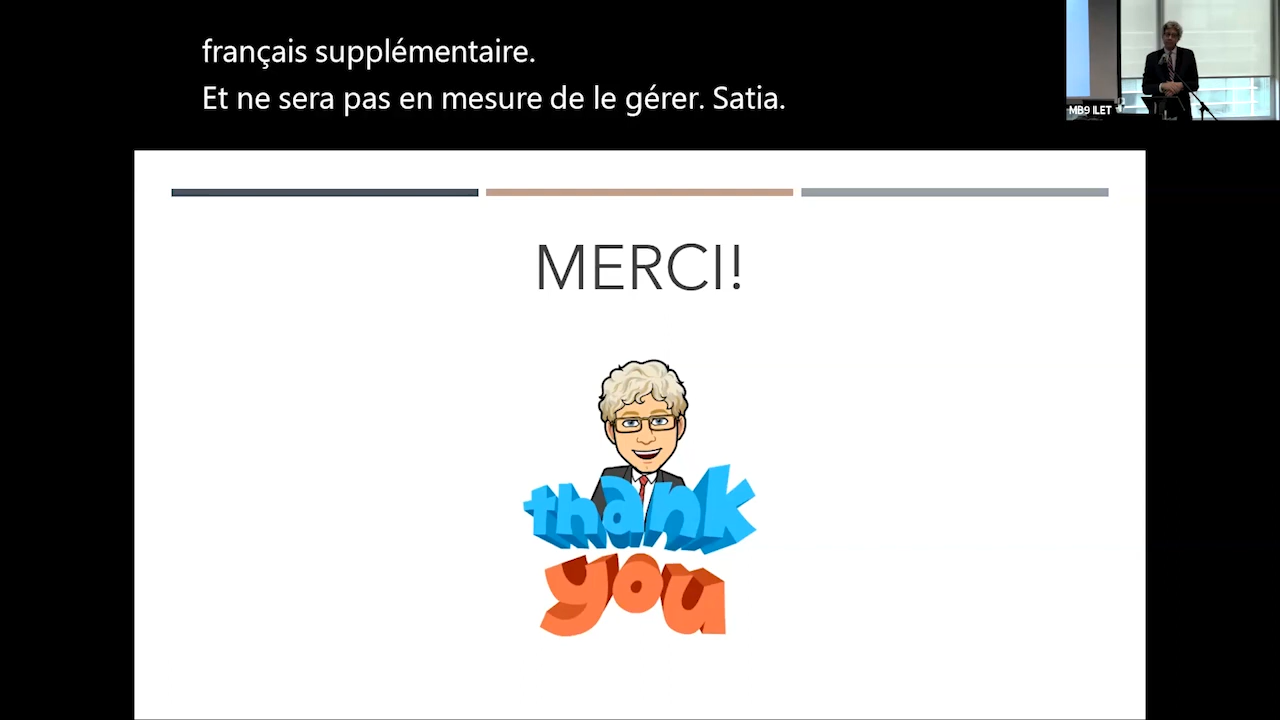 français supplémentaire.
Et ne sera pas en mesure de le gérer. Satia.
MB9 ILET
MERCI!
thank
you